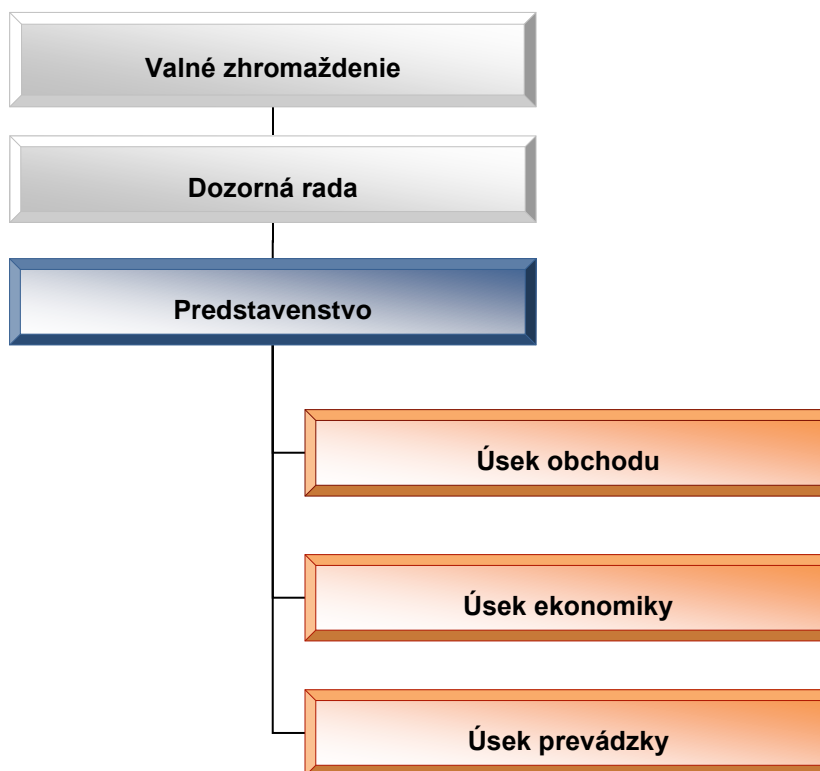 Valné zhromaždenie
Dozorná rada
Predstavenstvo
Úsek obchodu
Úsek ekonomiky
Úsek prevádzky